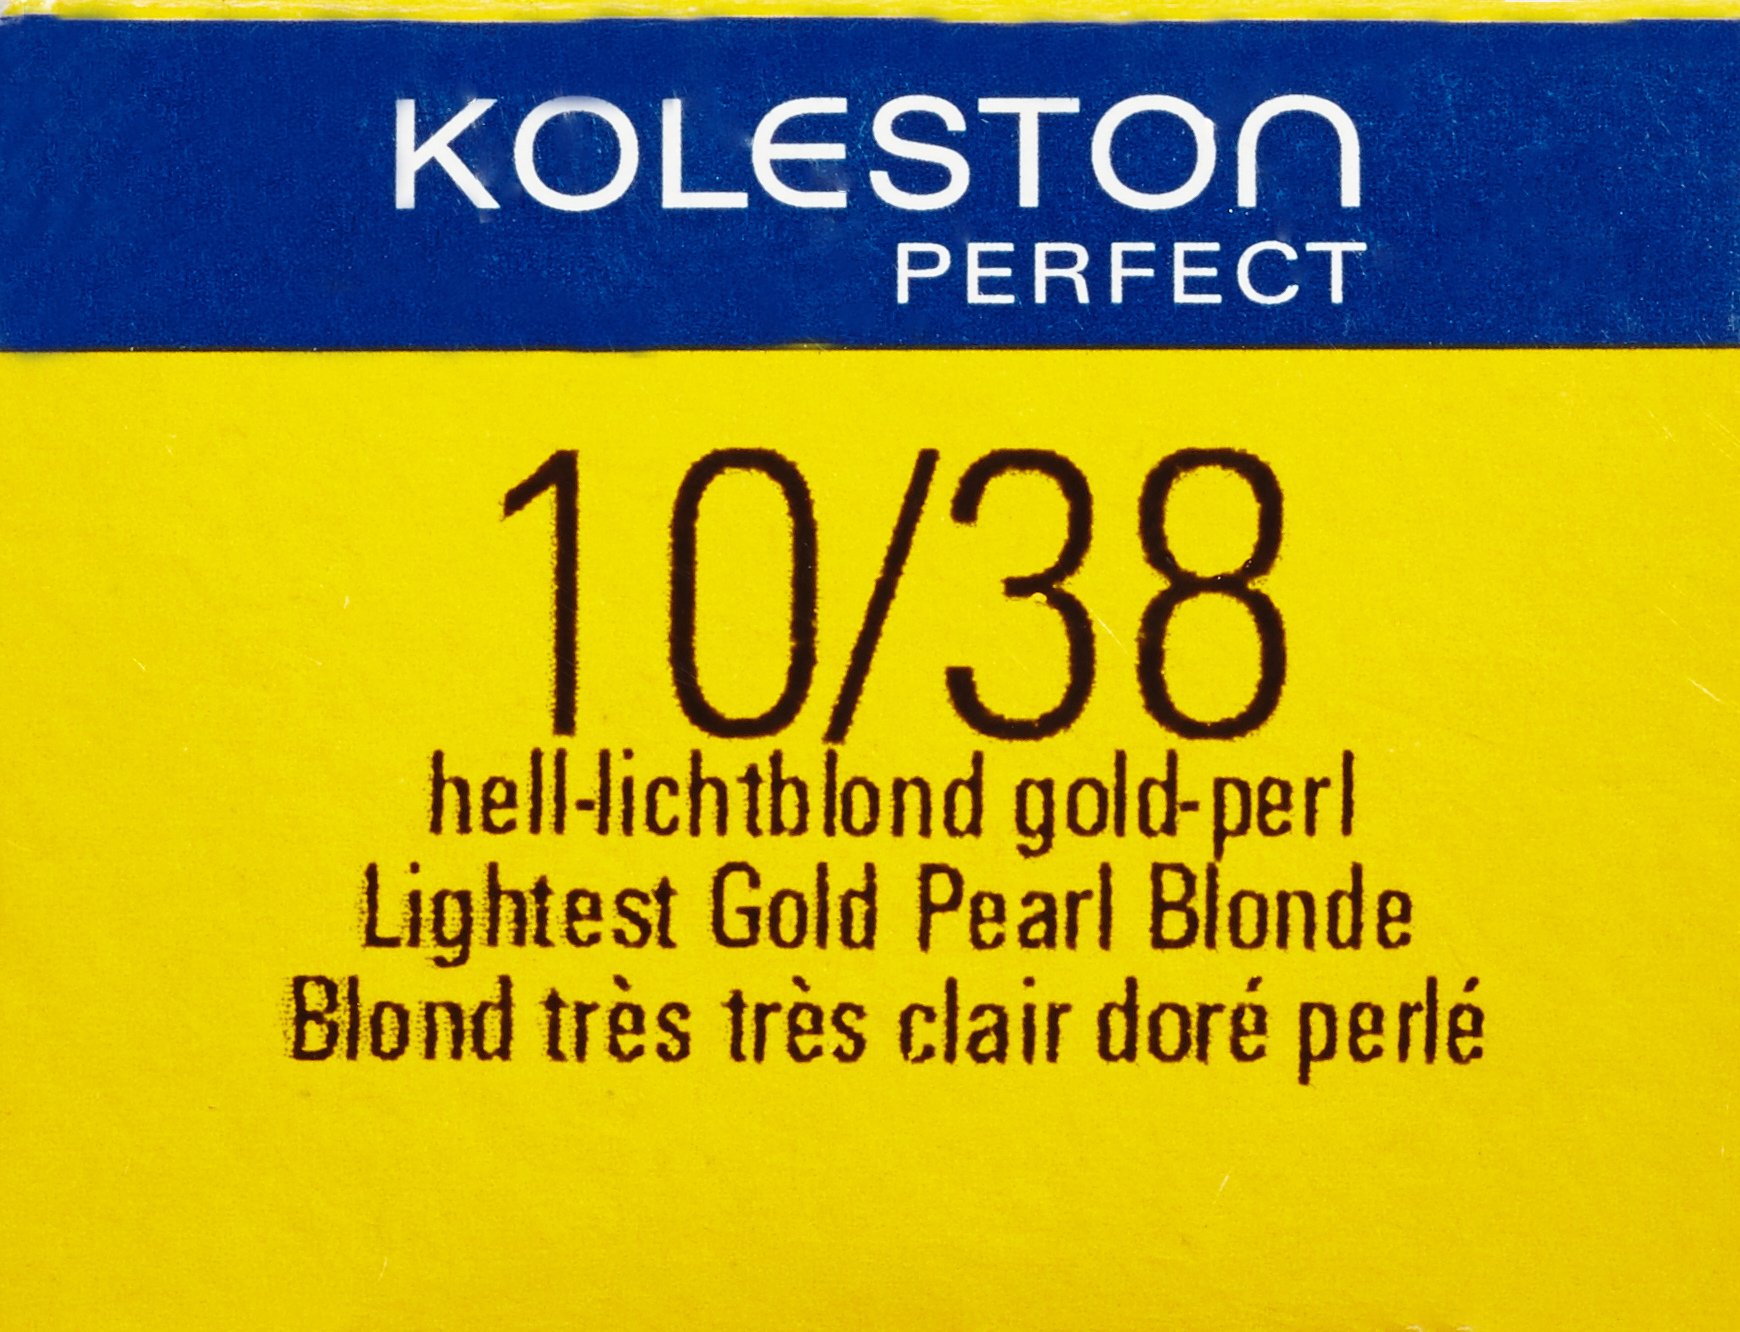 KOLESTON
PERFECT
10/38
hell-lichtblond gold-perl
Lightest Gold Pearl Blonde
Blond très très clair doré perlé